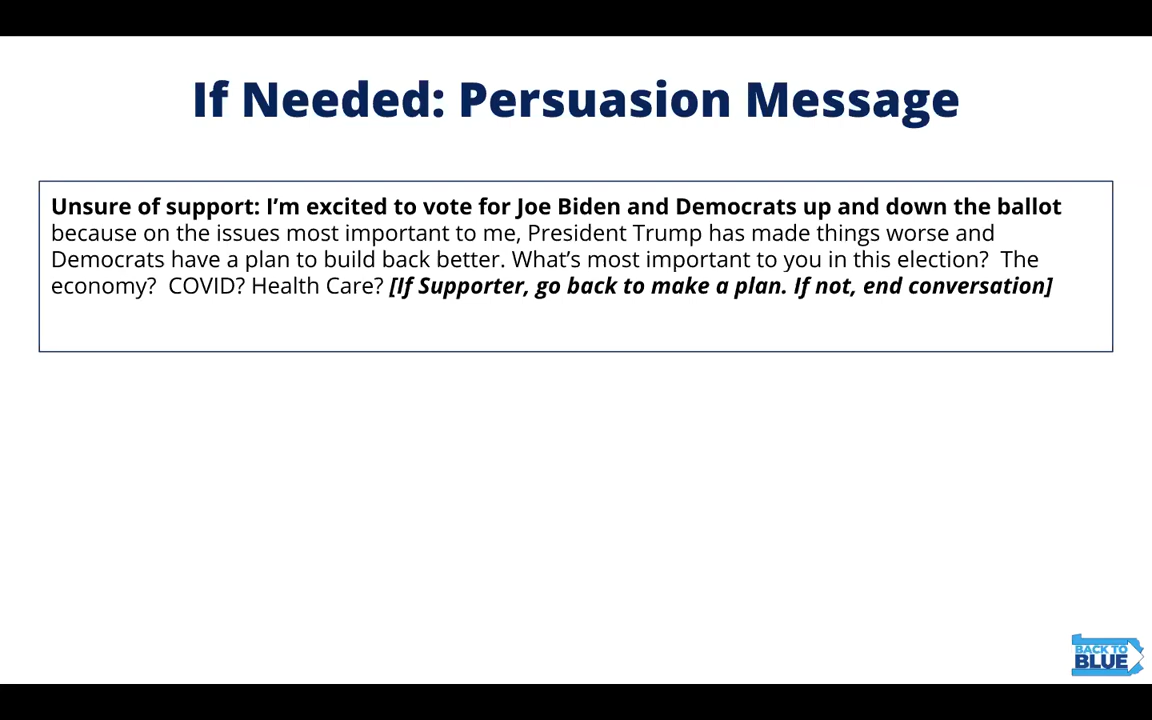 If Needed: Persuasion Message
Unsure of support: I’m excited to vote for Joe Biden and Democrats up and down the ballot
because on the issues most important to me, President Trump has made things worse and
Democrats have a plan to build back better. What’s most important to you in this election?  The
economy?  COVID? Health Care? [If Supporter, go back to make a plan. If not, end conversation]
BACK TO
BLUE